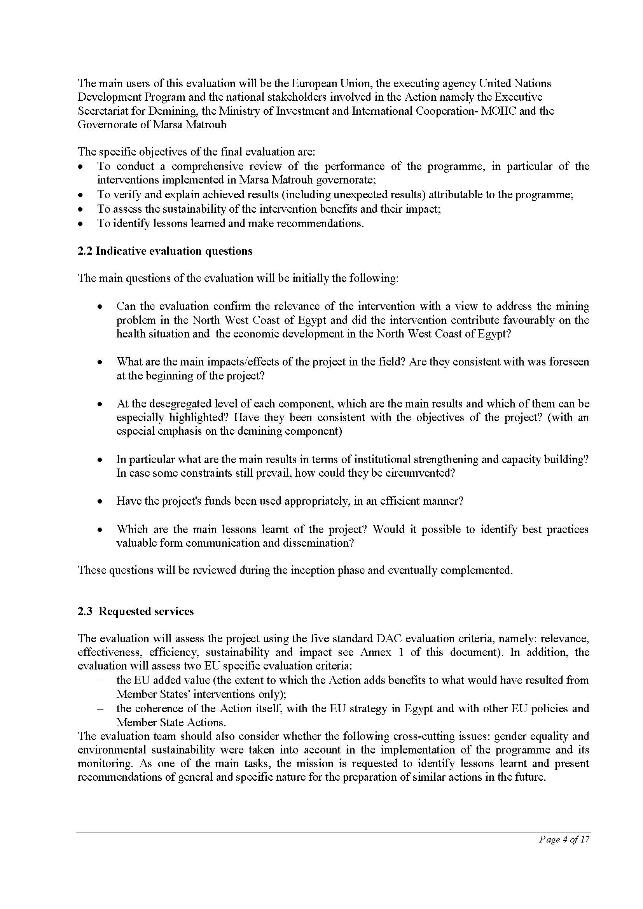 The main users of this evaluation will be the European Union, the executing agency United Nations
Development Program and the national stakeholders involved in the Action namely the Executive
Secretariat for Demining, the Ministry of Investment and International Cooperation- MOIIC and the
Governorate of Marsa Matrouh
The specific objectives of the final evaluation are:
• To conduct a comprehensive review of the performance of the programme, in particular of the
interventions implemented in Marsa Matrouh governorate;
• To verify and explain achieved results (including unexpected results) attributable to the programme;
• To assess the sustainability of the intervention benefits and their impact;
• To identify lessons learned and make recommendations.
2.2 Indicative evaluation questions
The main questions of the evaluation will be initially the following:
• Can the evaluation confirm the relevance of the intervention with a view to address the mining
problem in the North West Coast of Egypt and did the intervention contribute favourably on the
health situation and the economic development in the North West Coast of Egypt?
• What are the main impacts/effects of the project in the field? Are they consistent with was foreseen
at the beginning of the project?
• At the desegregated level of each component, which are the main results and which of them can be
especially highlighted? Have they been consistent with the objectives of the project? (with an
especial emphasis on the demining component)
• In particular what are the main results in terms of institutional strengthening and capacity building?
In case some constraints still prevail, how could they be circumvented?
• Have the project's funds been used appropriately, in an efficient manner?
• Which are the main lessons learnt of the project? Would it possible to identify best practices
valuable form communication and dissemination?
These questions will be reviewed during the inception phase and eventually complemented.
2.3 Requested services
The evaluation will assess the project using the five standard DAC evaluation criteria, namely: relevance,
effectiveness, efficiency, sustainability and impact see Annex 1 of this document). In addition, the
evaluation will assess two EU specific evaluation criteria:
– the EU added value (the extent to which the Action adds benefits to what would have resulted from
Member States' interventions only);
– the coherence of the Action itself, with the EU strategy in Egypt and with other EU policies and
Member State Actions.
The evaluation team should also consider whether the following cross-cutting issues: gender equality and
environmental sustainability were taken into account in the implementation of the programme and its
monitoring. As one of the main tasks, the mission is requested to identify lessons learnt and present
recommendations of general and specific nature for the preparation of similar actions in the future.
Page 4 of 17